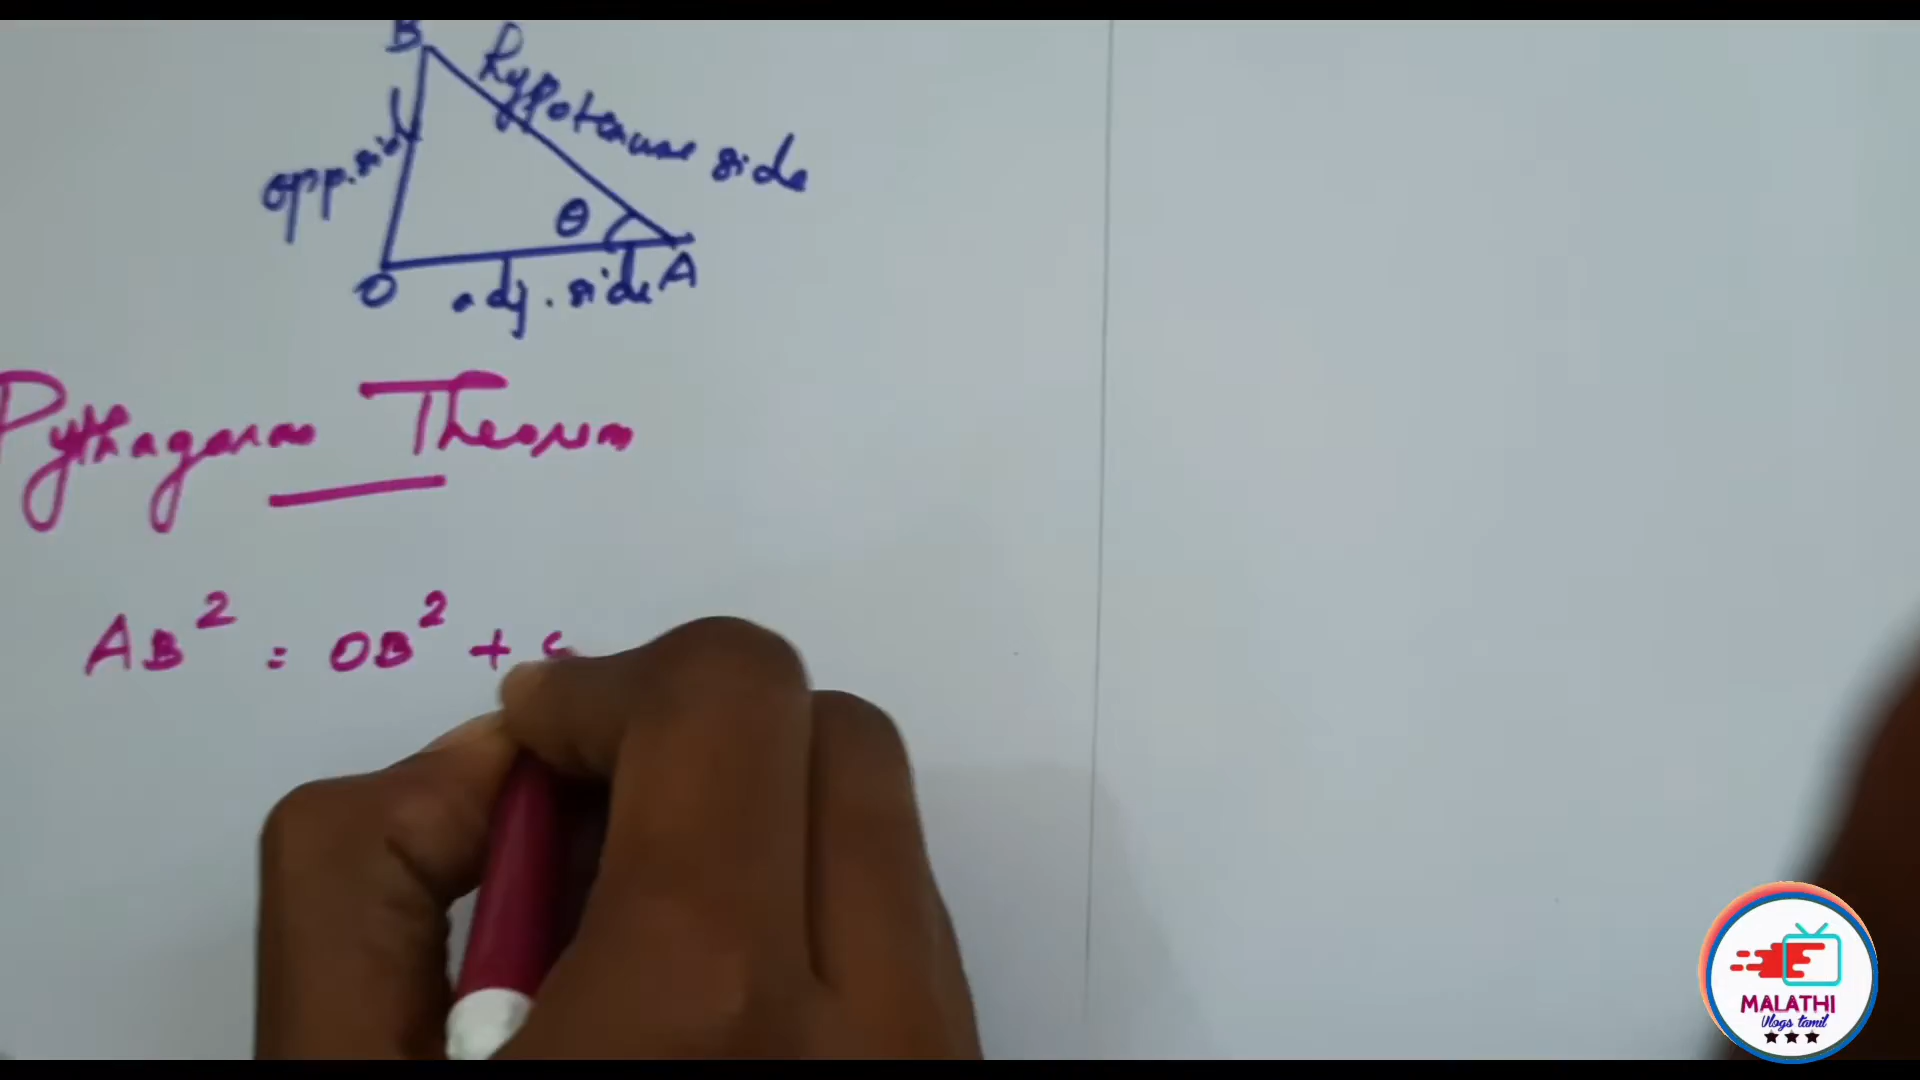 B
hypotenuse side
opp. side
θ
O
adj. side
A
Pythagoras Theorem
AB² = OB² +
MALATHI
Vlogs tamil